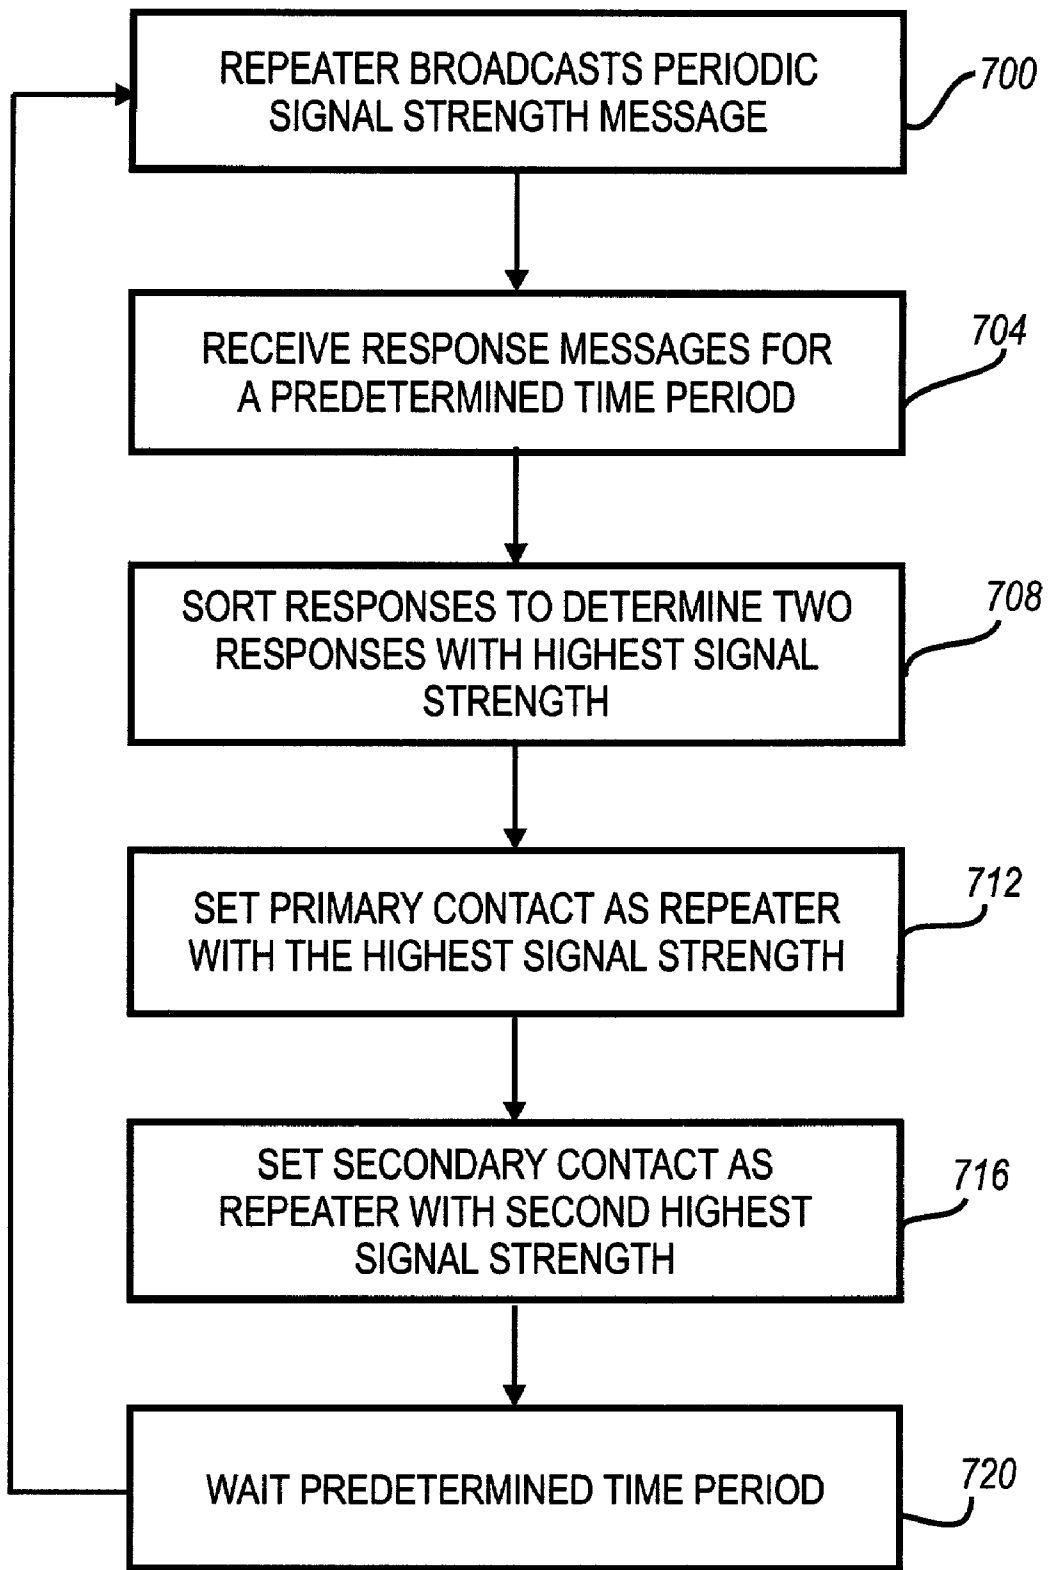 REPEATER BROADCASTS PERIODIC
SIGNAL STRENGTH MESSAGE
700
RECEIVE RESPONSE MESSAGES FOR
A PREDETERMINED TIME PERIOD
704
SORT RESPONSES TO DETERMINE TWO
RESPONSES WITH HIGHEST SIGNAL
STRENGTH
708
SET PRIMARY CONTACT AS REPEATER
WITH THE HIGHEST SIGNAL STRENGTH
712
SET SECONDARY CONTACT AS
REPEATER WITH SECOND HIGHEST
SIGNAL STRENGTH
716
WAIT PREDETERMINED TIME PERIOD
720